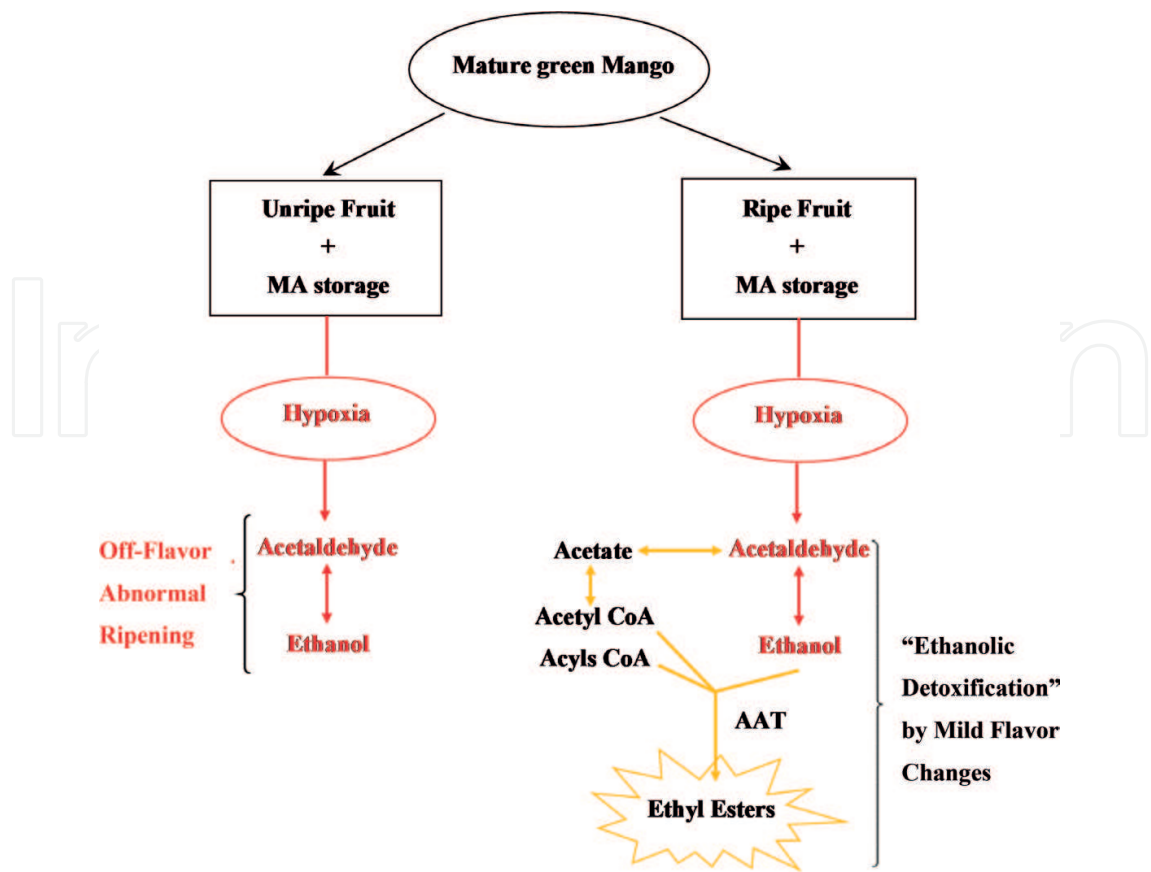 Mature green Mango
Unripe Fruit
+
MA storage
Ripe Fruit
+
MA storage
Hypoxia
Hypoxia
Off-Flavor
Abnormal
Ripening
Acetaldehyde
Ethanol
Acetate
Acetaldehyde
Acetyl CoA
Acyls CoA
Ethanol
AAT
Ethyl Esters
“Ethanolic
Detoxification”
by Mild Flavor
Changes